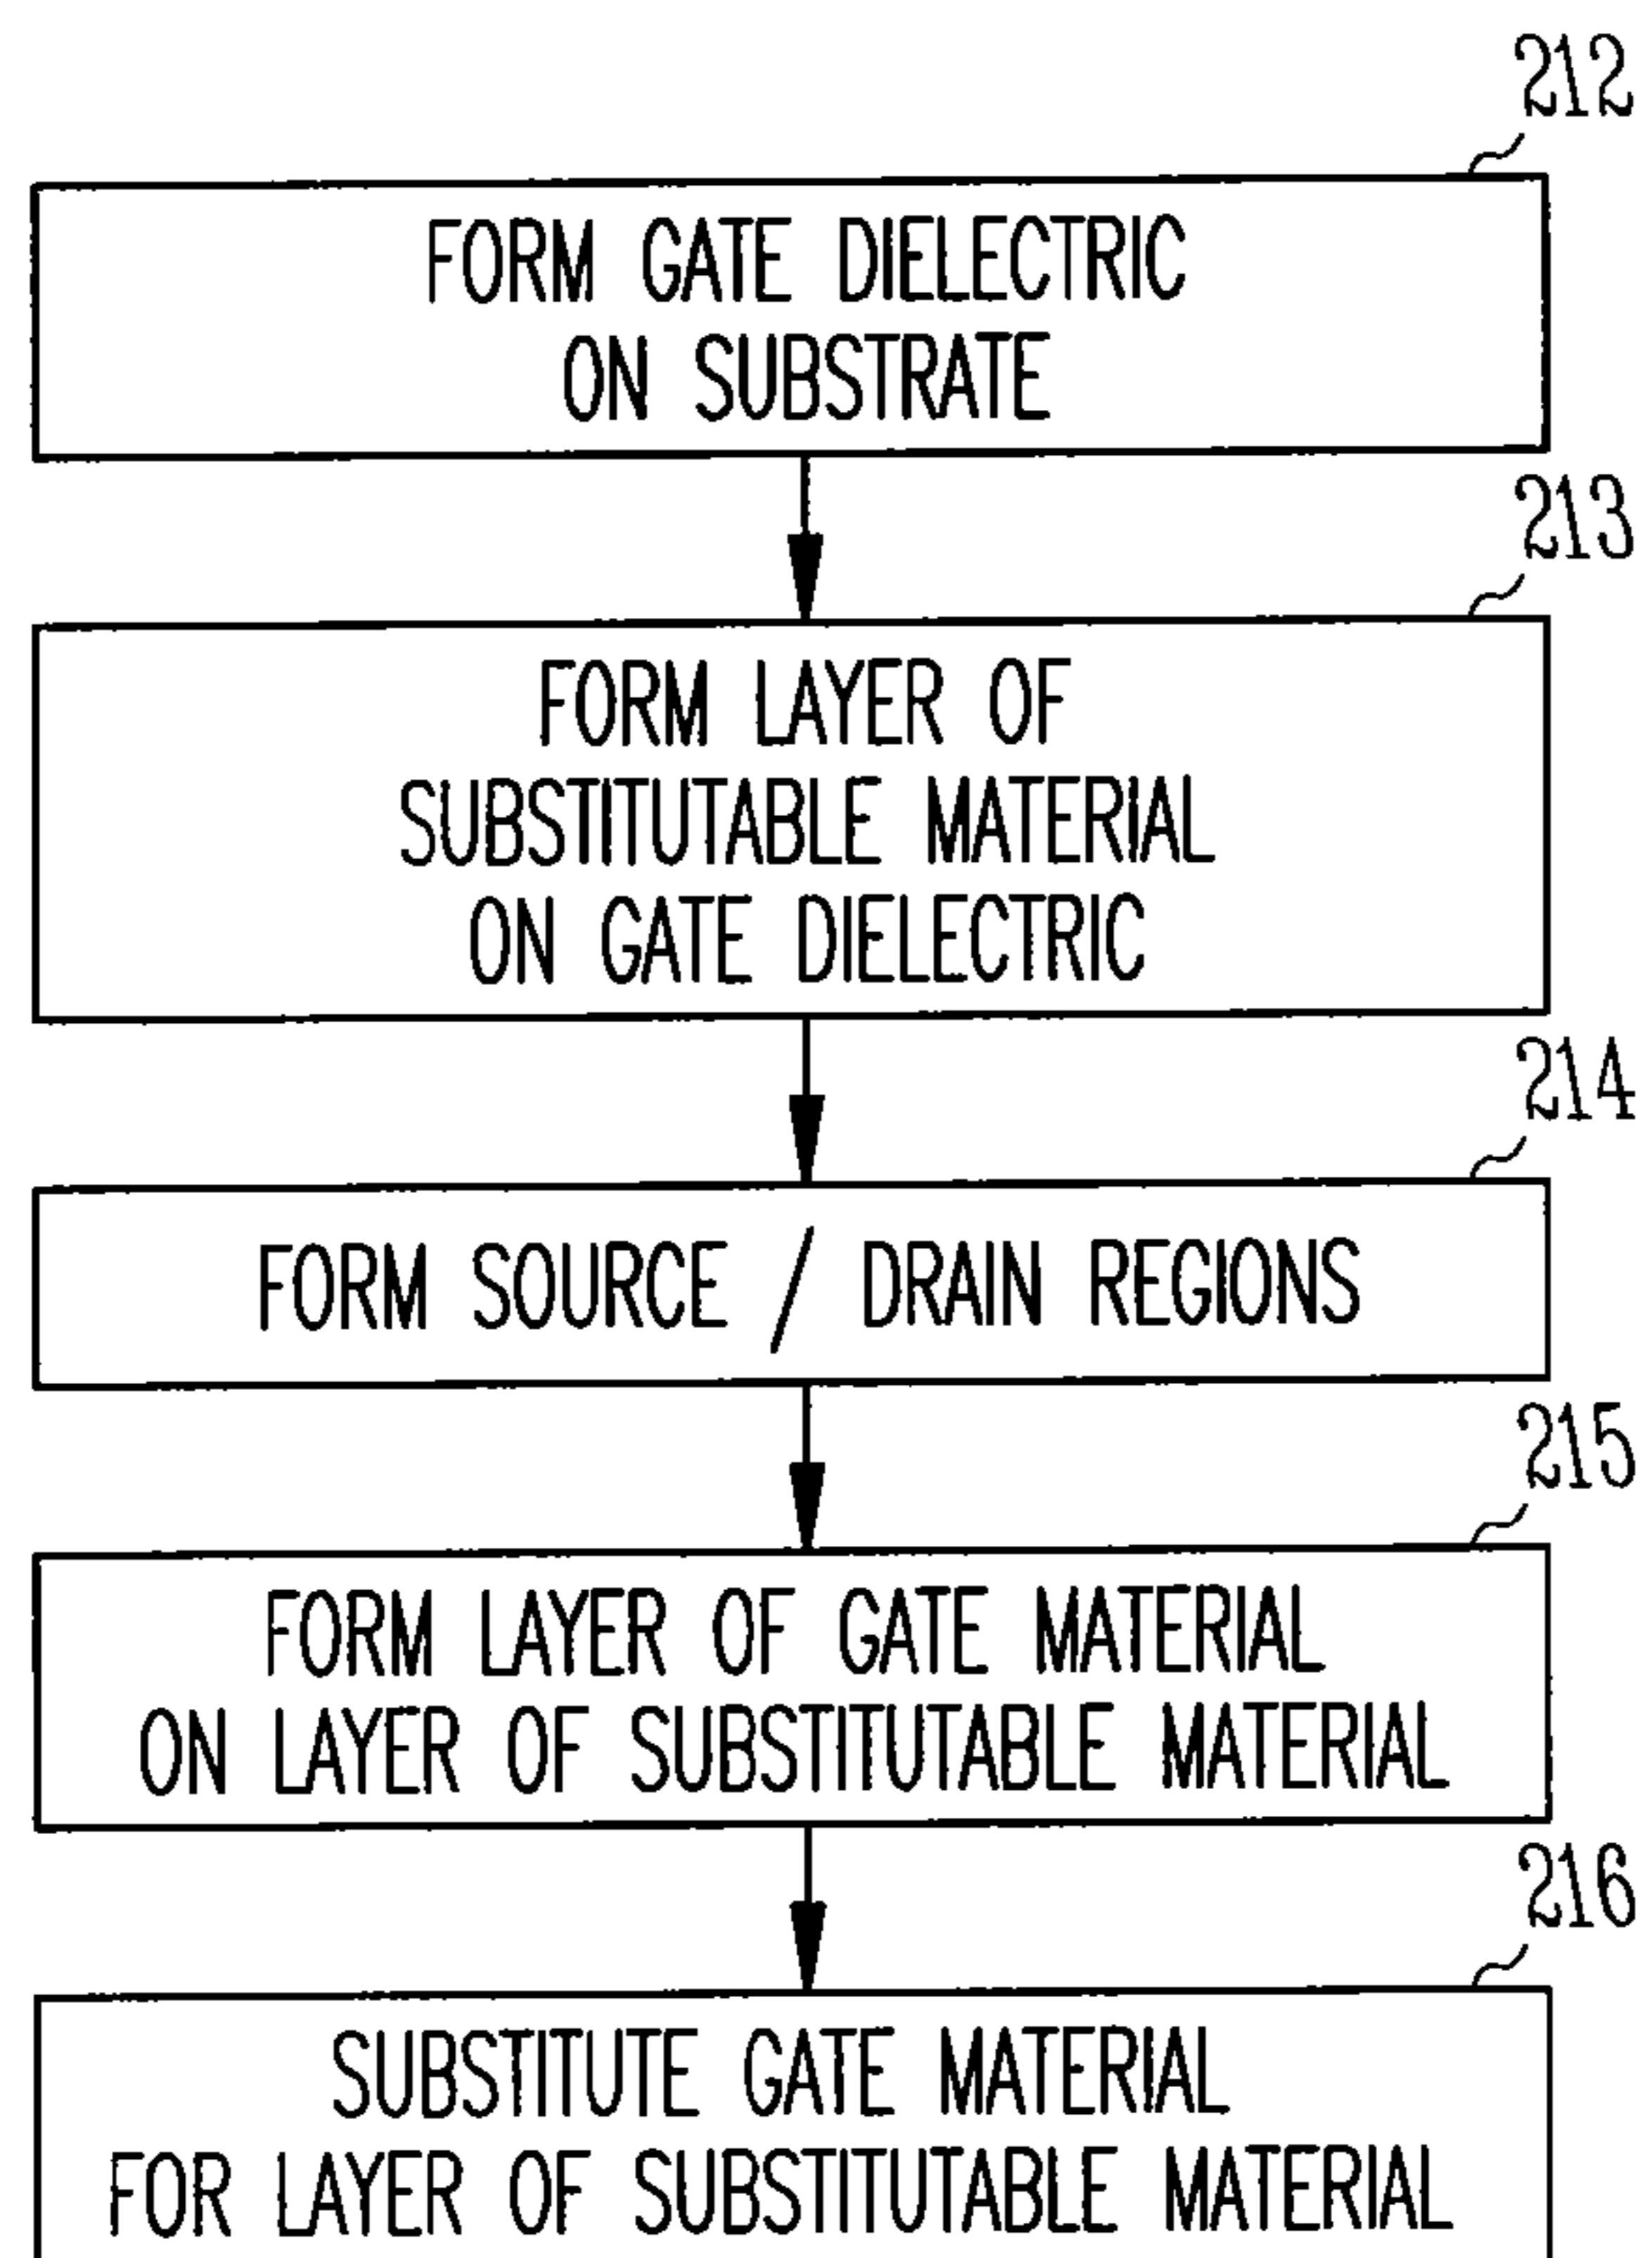 212
FORM GATE DIELECTRIC
ON SUBSTRATE
213
FORM LAYER OF
SUBSTITUTABLE MATERIAL
ON GATE DIELECTRIC
214
FORM SOURCE / DRAIN REGIONS
215
FORM LAYER OF GATE MATERIAL
ON LAYER OF SUBSTITUTABLE MATERIAL
216
SUBSTITUTE GATE MATERIAL
FOR LAYER OF SUBSTITUTABLE MATERIAL